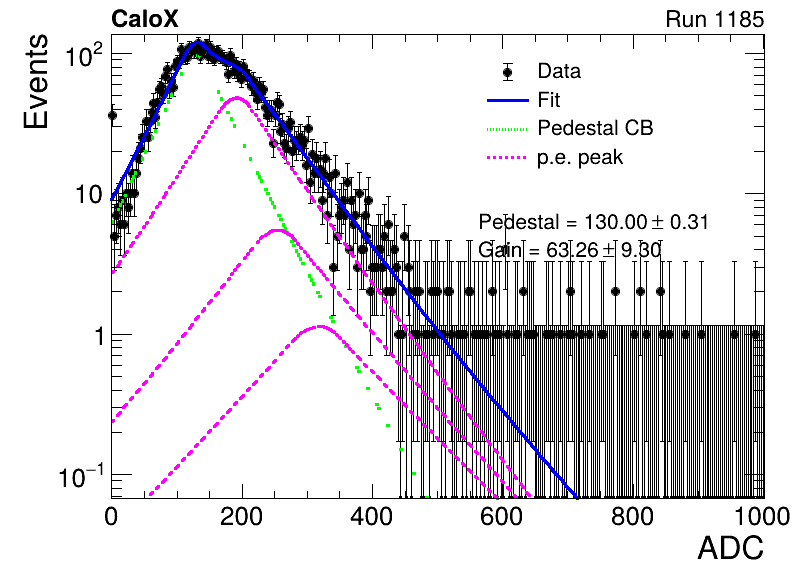 CaloX Run 1185
Events
10²
10
1
10⁻¹
Data
Fit
Pedestal CB
p.e. peak
Pedestal = 130.00 ± 0.31
Gain = 63.26 ± 9.30
0 200 400 600 800 1000
ADC